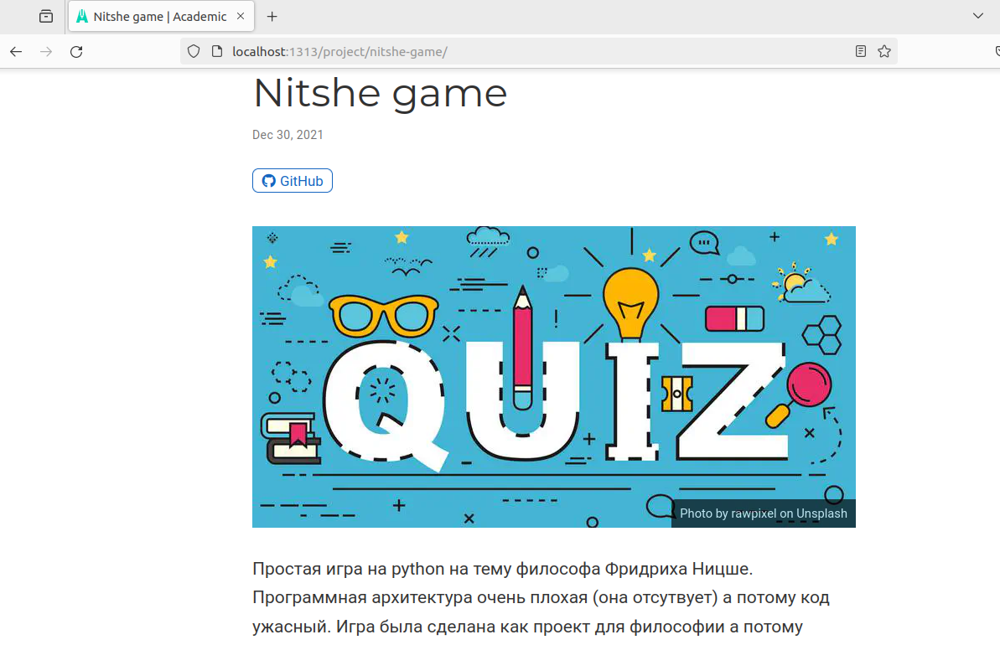 Nitshe game | Academic
localhost:1313/project/nitshe-game/
Nitshe game
Dec 30, 2021
GitHub
QUIZ
Photo by rawpixel on Unsplash
Простая игра на python на тему философа Фридриха Ницше.
Программная архитектура очень плохая (она отсутвует) а потому код
ужасный. Игра была сделана как проект для философии а потому